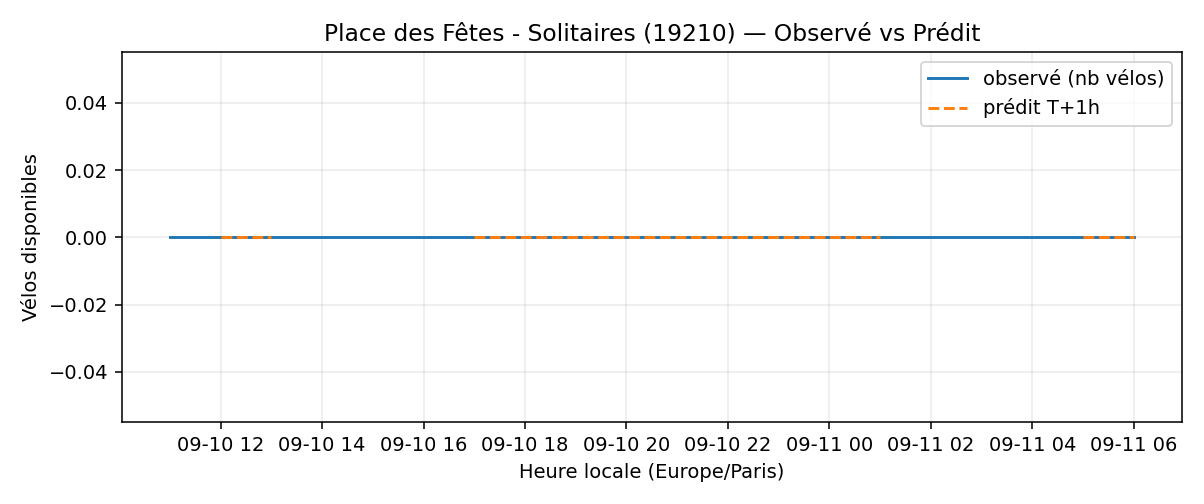 Place des Fêtes - Solitaires (19210) — Observé vs Prédit
observé (nb vélos)
prédit T+1h
Vélos disponibles
0.04
0.02
0.00
−0.02
−0.04
09-10 12 09-10 14 09-10 16 09-10 18 09-10 20 09-10 22 09-11 00 09-11 02 09-11 04 09-11 06
Heure locale (Europe/Paris)